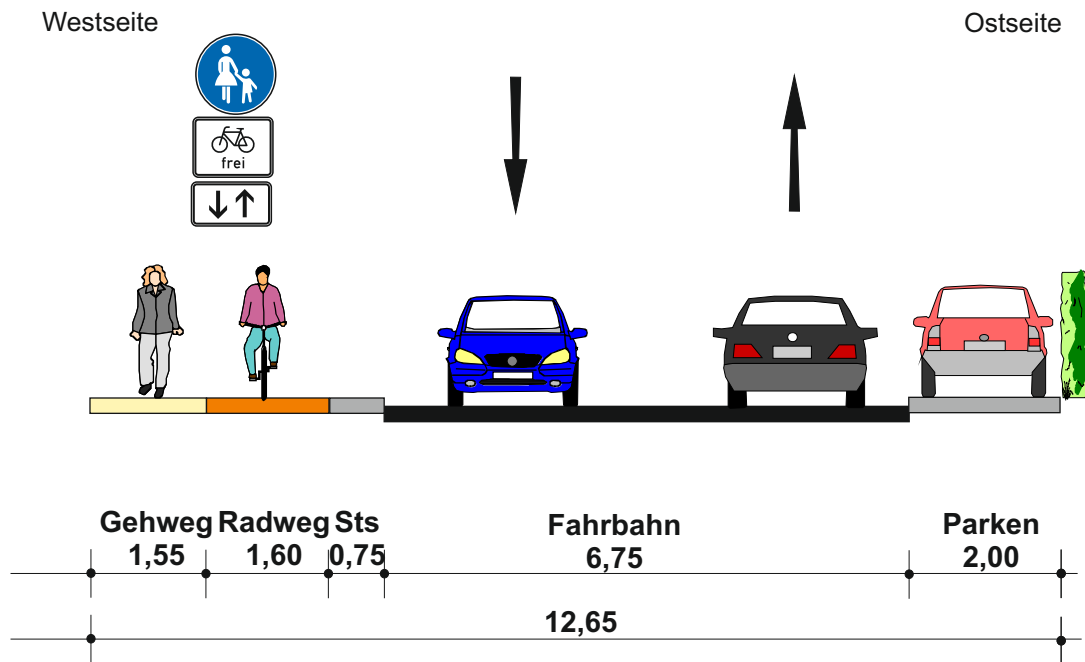 Westseite
Ostseite
frei
Gehweg Radweg Sts Fahrbahn Parken
1,55 1,60 0,75 6,75 2,00
12,65